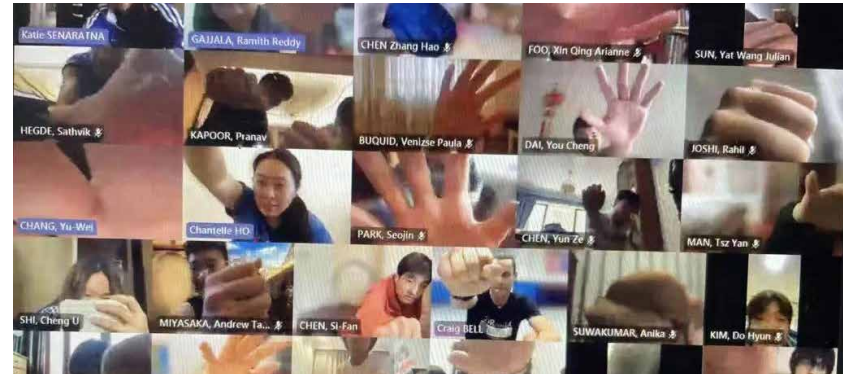 Katie SENARATNA
GAJJALA, Ramith Reddy
CHEN Zhang Hao
FOO, Xin Qing Arianne
SUN, Yat Wang Julian
HEGDE, Sathvik
KAPOOR, Pranav
BUQUID, Venizse Paula
DAI, You Cheng
JOSHI, Rahil
CHANG, Yu-Wei
Chantelle HO
PARK, Seojin
CHEN, Yun Ze
MAN, Tsz Yan
SHI, Cheng U
MIYASAKA, Andrew Ta...
CHEN, Si-Fan
Craig BELL
SUWAKUMAR, Anika
KIM, Do Hyun